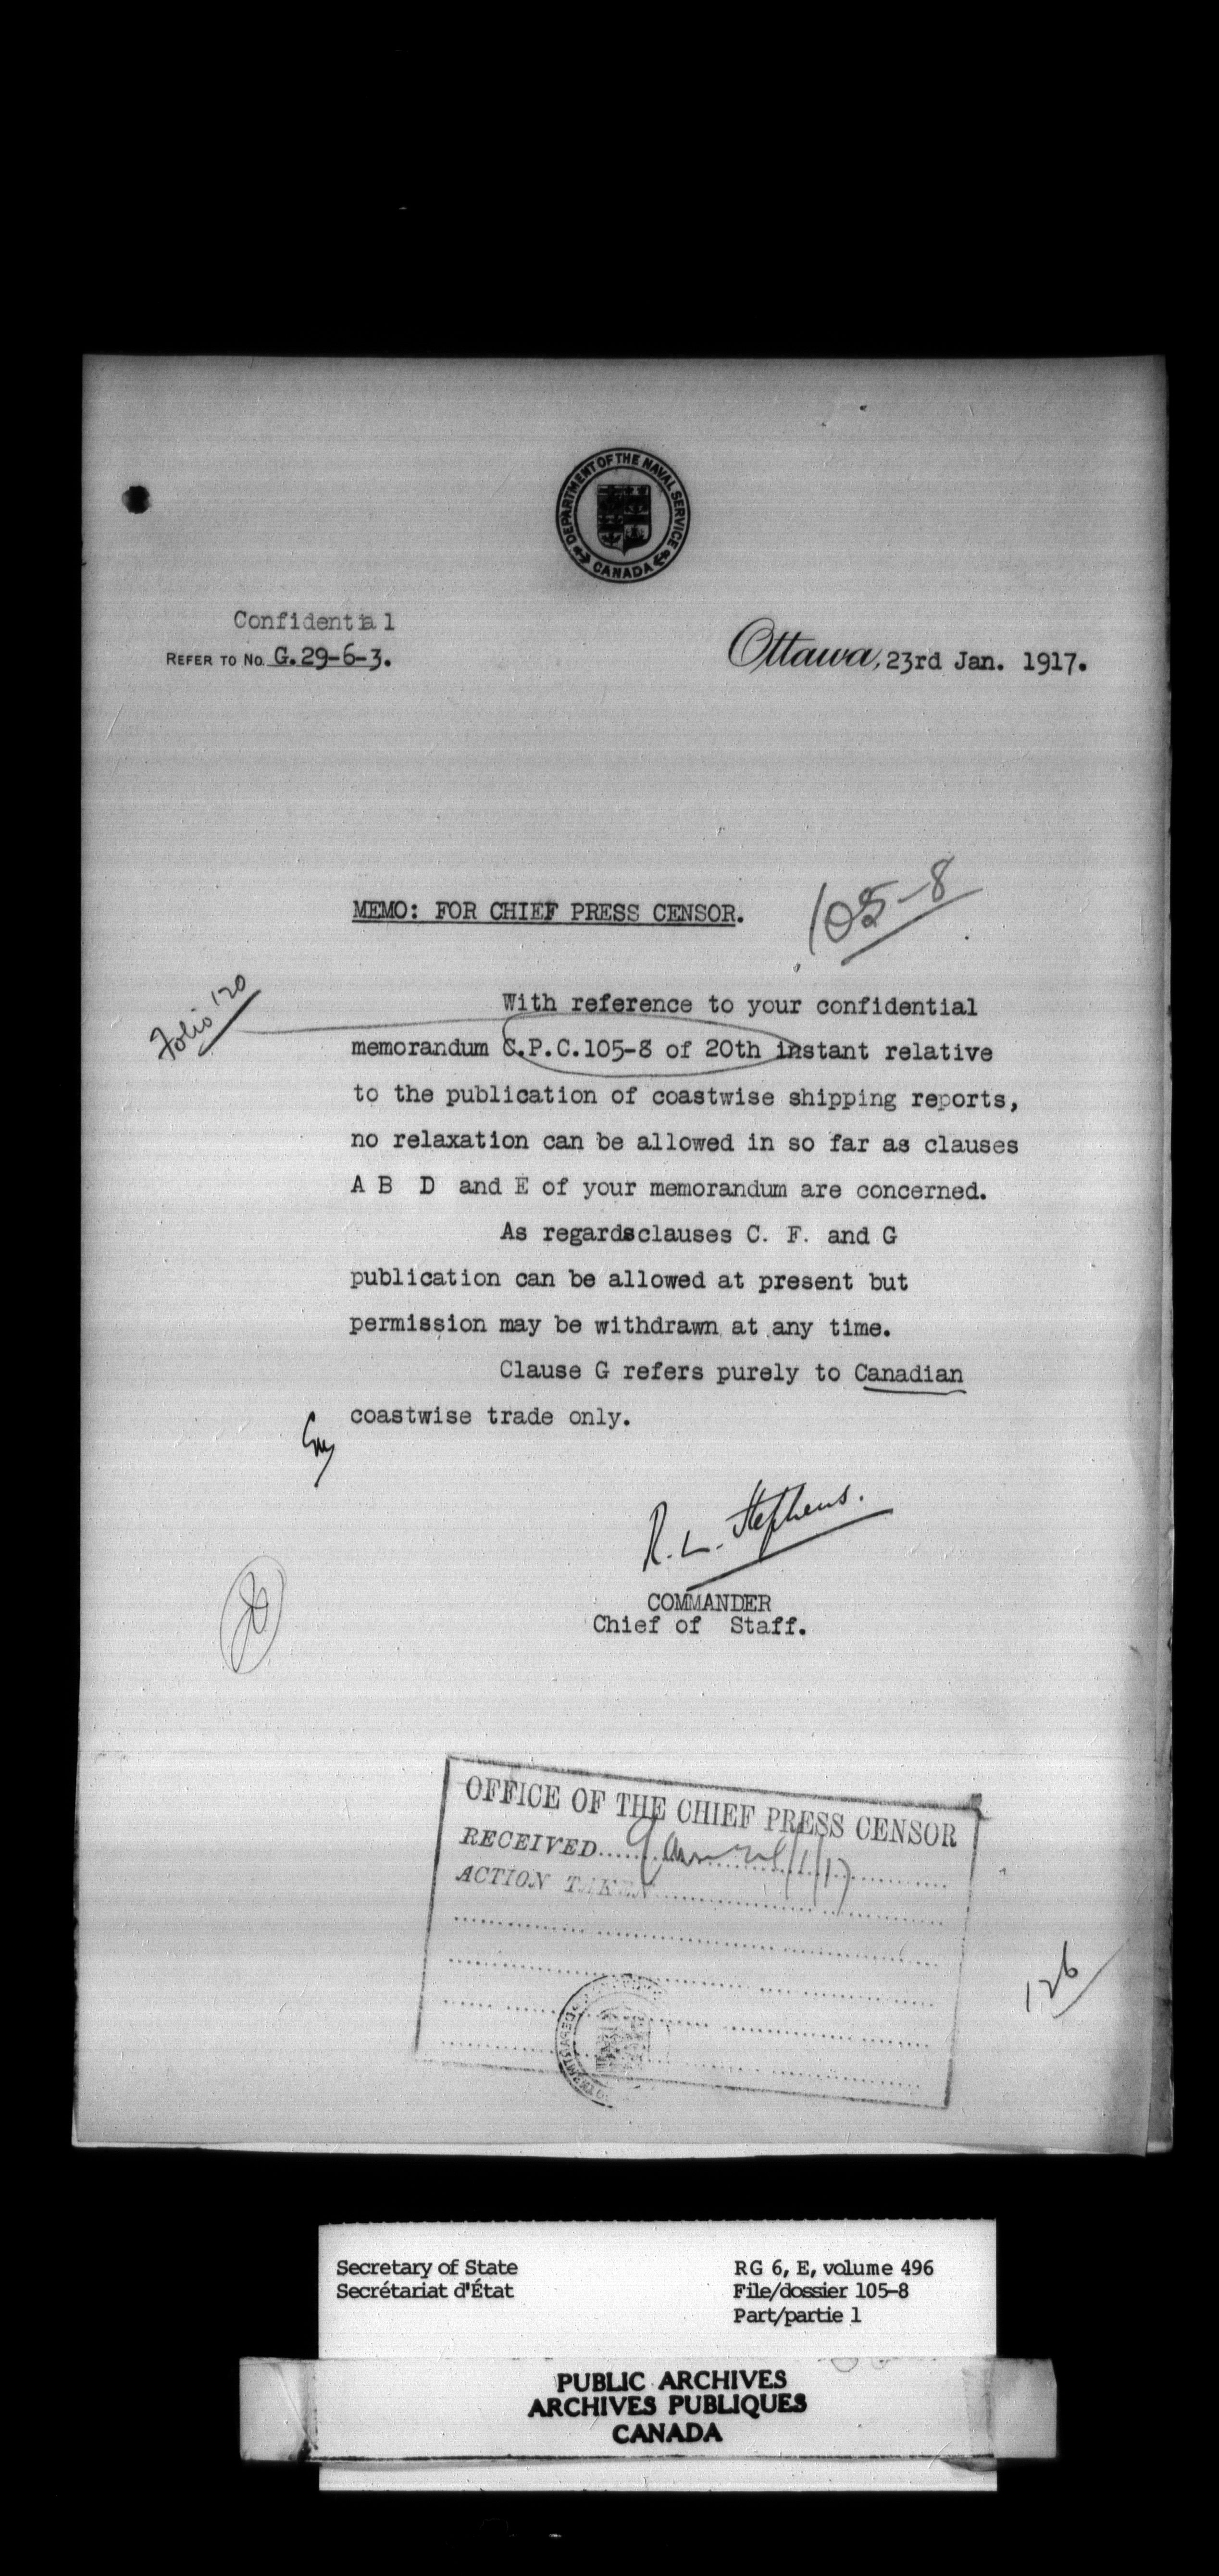 DEPARTMENT OF THE NAVAL SERVICE
CANADA
Confidential
REFER TO NO. G.29-6-3.
Ottawa, 23rd Jan. 1917.
MEMO: FOR CHIEF PRESS CENSOR.
105-8
Folio 120
With reference to your confidential
memorandum C.P.C.105-8 of 20th instant relative
to the publication of coastwise shipping reports,
no relaxation can be allowed in so far as clauses
A B D and E of your memorandum are concerned.
As regardsclauses C. F. and G
publication can be allowed at present but
permission may be withdrawn at any time.
Clause G refers purely to Canadian
coastwise trade only.
R. L. Stephens.
COMMANDER
Chief of Staff.
OFFICE OF THE CHIEF PRESS CENSOR
RECEIVED
ACTION TAKEN
126
Secretary of State
Secrétariat d'État
RG 6, E, volume 496
File/dossier 105-8
Part/partie 1
PUBLIC ARCHIVES
ARCHIVES PUBLIQUES
CANADA